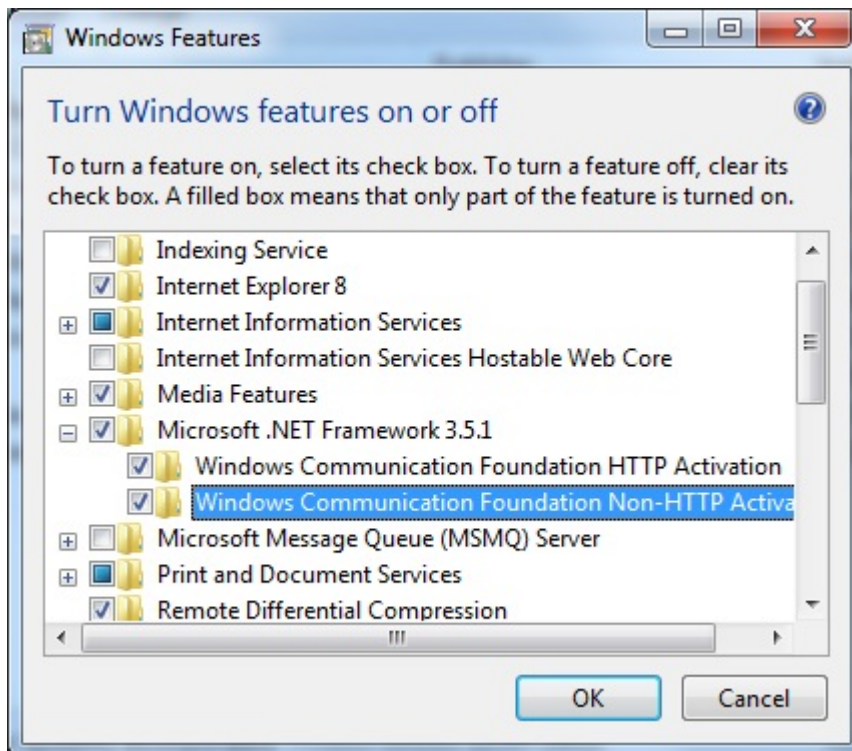 Windows Features
Turn Windows features on or off
To turn a feature on, select its check box. To turn a feature off, clear its
check box. A filled box means that only part of the feature is turned on.
Indexing Service
Internet Explorer 8
Internet Information Services
Internet Information Services Hostable Web Core
Media Features
Microsoft .NET Framework 3.5.1
Windows Communication Foundation HTTP Activation
Windows Communication Foundation Non-HTTP Activa
Microsoft Message Queue (MSMQ) Server
Print and Document Services
Remote Differential Compression
OK
Cancel